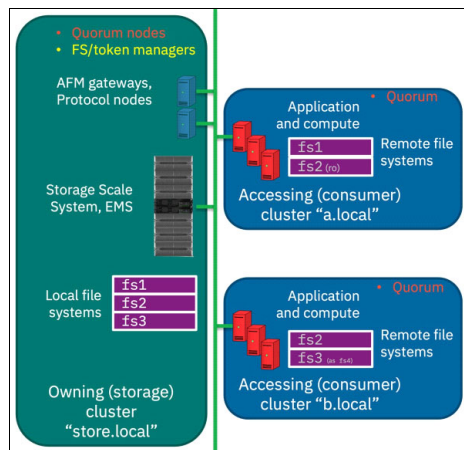 • Quorum nodes
• FS/token managers
AFM gateways,
Protocol nodes
Storage Scale
System, EMS
Local file
systems
fs1
fs2
fs3
Owning (storage)
cluster
“store.local”
• Quorum
Application
and compute
fs1
fs2 (ro)
Remote file
systems
Accessing (consumer)
cluster “a.local”
• Quorum
Application
and compute
fs2
fs3 (as fs4)
Remote file
systems
Accessing (consumer)
cluster “b.local”